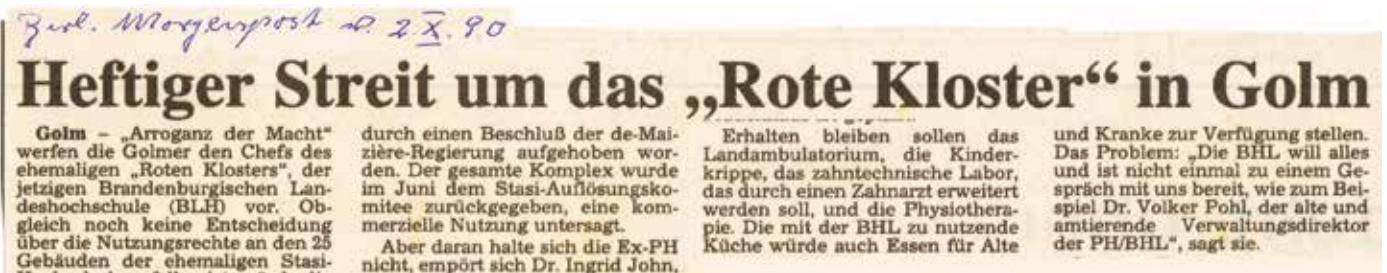 Berl. Morgenpost v. 2.X.90
Heftiger Streit um das „Rote Kloster“ in Golm
Golm – „Arroganz der Macht“
werfen die Golmer den Chefs des
ehemaligen „Roten Klosters“, der
jetzigen Brandenburgischen Lan-
deshochschule (BLH) vor. Ob-
gleich noch keine Entscheidung
über die Nutzungsrechte an den 25
Gebäuden der ehemaligen Stasi-
durch einen Beschluß der de-Mai-
zière-Regierung aufgehoben wor-
den. Der gesamte Komplex wurde
im Juni dem Stasi-Auflösungsko-
mitee zurückgegeben, eine kom-
merzielle Nutzung untersagt.
Aber daran halte sich die Ex-PH
nicht, empört sich Dr. Ingrid John,
Erhalten bleiben sollen das
Landambulatorium, die Kinder-
krippe, das zahntechnische Labor,
das durch einen Zahnarzt erweitert
werden soll, und die Physiothera-
pie. Die mit der BHL zu nutzende
Küche würde auch Essen für Alte
und Kranke zur Verfügung stellen.
Das Problem: „Die BHL will alles
und ist nicht einmal zu einem Ge-
spräch mit uns bereit, wie zum Bei-
spiel Dr. Volker Pohl, der alte und
amtierende Verwaltungsdirektor
der PH/BHL“, sagt sie.